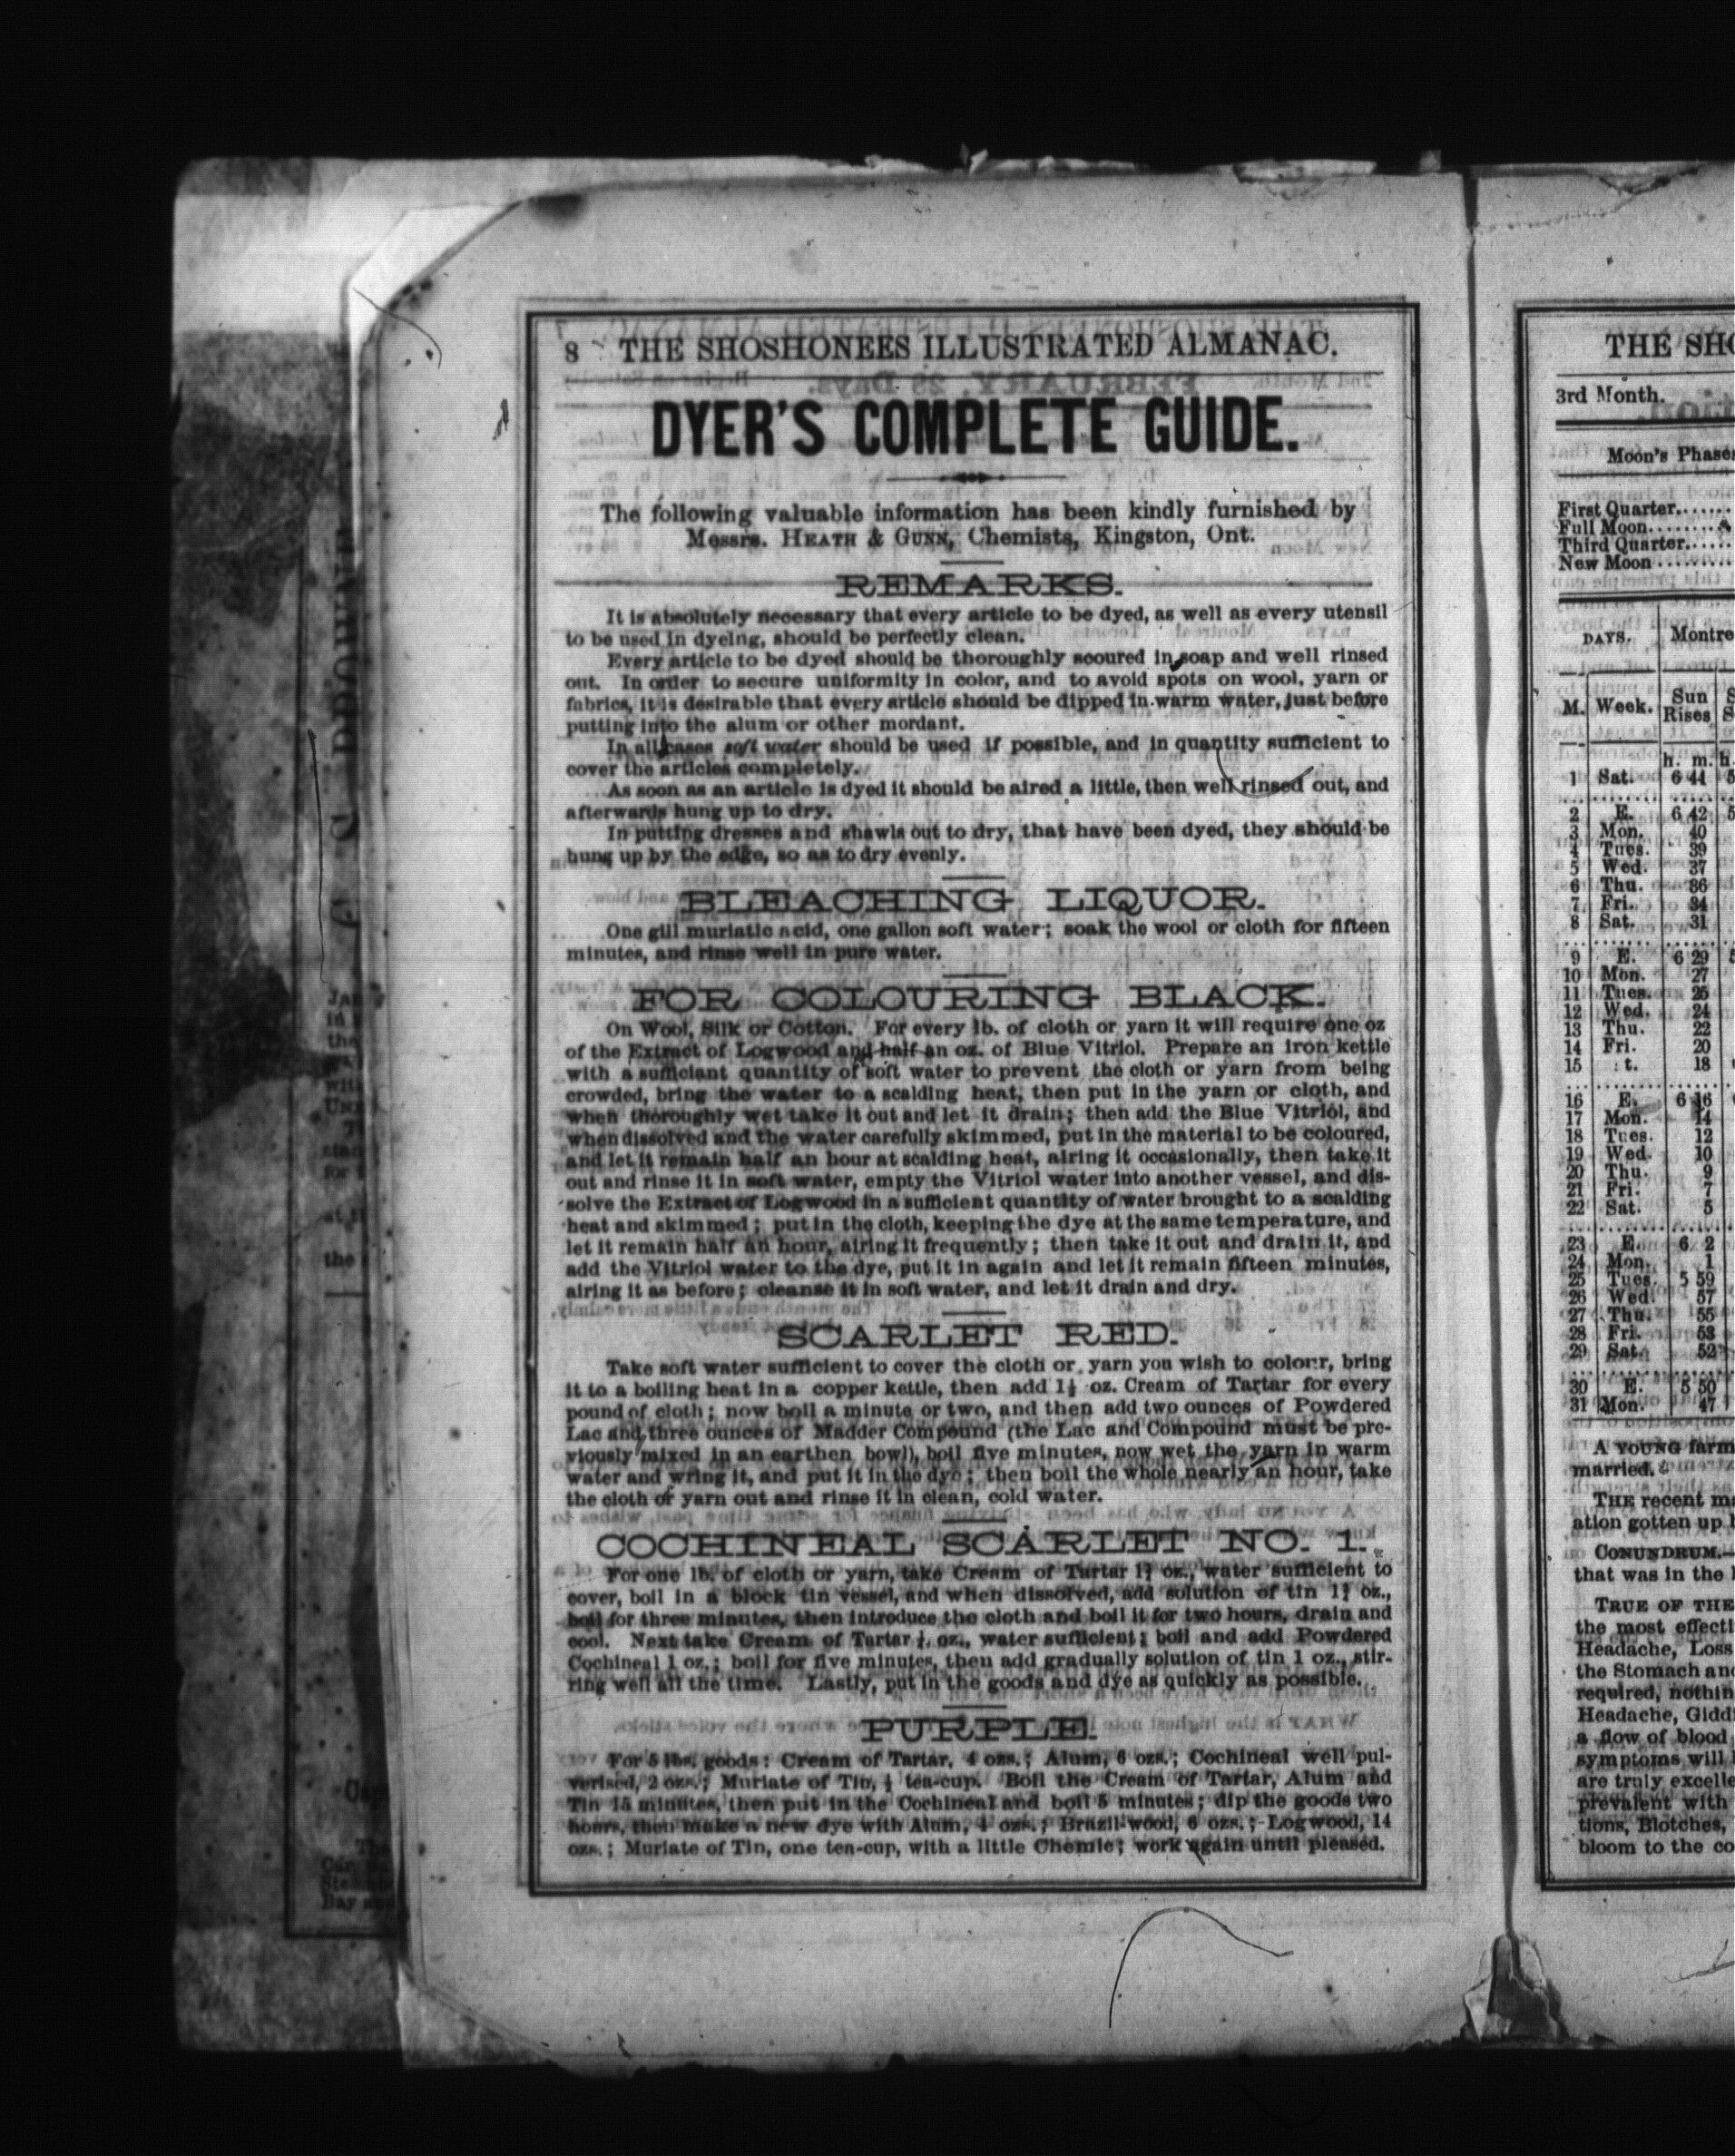 8 THE SHOSHONEES ILLUSTRATED ALMANAC.
DYER'S COMPLETE GUIDE.
The following valuable information has been kindly furnished by
Messrs. HEATH & GUNN, Chemists, Kingston, Ont.
REMARKS.
It is absolutely necessary that every article to be dyed, as well as every utensil
to be used in dyeing, should be perfectly clean.
Every article to be dyed should be thoroughly scoured in soap and well rinsed
out. In order to secure uniformity in color, and to avoid spots on wool, yarn or
fabrics, it is desirable that every article should be dipped in warm water, just before
putting into the alum or other mordant.
In all cases soft water should be used if possible, and in quantity sufficient to
cover the articles completely.
As soon as an article is dyed it should be aired a little, then well rinsed out, and
afterwards hung up to dry.
In putting dresses and shawls out to dry, that have been dyed, they should be
hung up by the edge, so as to dry evenly.
BLEACHING LIQUOR.
One gill muriatic acid, one gallon soft water; soak the wool or cloth for fifteen
minutes, and rinse well in pure water.
FOR COLOURING BLACK.
On Wool, Silk or Cotton. For every lb. of cloth or yarn it will require one oz
of the Extract of Logwood and half an oz. of Blue Vitriol. Prepare an iron kettle
with a sufficiant quantity of soft water to prevent the cloth or yarn from being
crowded, bring the water to a scalding heat, then put in the yarn or cloth, and
when thoroughly wet take it out and let it drain; then add the Blue Vitriol, and
when dissolved and the water carefully skimmed, put in the material to be coloured,
and let it remain half an hour at scalding heat, airing it occasionally, then take it
out and rinse it in soft water, empty the Vitriol water into another vessel, and dis-
solve the Extract of Logwood in a sufficient quantity of water brought to a scalding
heat and skimmed; put in the cloth, keeping the dye at the same temperature, and
let it remain half an hour, airing it frequently; then take it out and drain it, and
add the Vitriol water to the dye, put it in again and let it remain fifteen minutes,
airing it as before; cleanse it in soft water, and let it drain and dry.
SCARLET RED.
Take soft water sufficient to cover the cloth or yarn you wish to colorr, bring
it to a boiling heat in a copper kettle, then add 1½ oz. Cream of Tartar for every
pound of cloth; now boil a minute or two, and then add two ounces of Powdered
Lac and three ounces of Madder Compound (the Lac and Compound must be pre-
viously mixed in an earthen bowl), boil five minutes, now wet the yarn in warm
water and wring it, and put it in the dye; then boil the whole nearly an hour, take
the cloth or yarn out and rinse it in clean, cold water.
COCHINEAL SCARLET NO. 1.
For one lb. of cloth or yarn, take Cream of Tartar oz., water sufficient to
cover, boil in a block tin vessel, and when dissolved, add solution of tin oz.,
boil for three minutes, then introduce the cloth and boil it for two hours, drain and
cool. Next take Cream of Tartar oz., water sufficient; boil and add Powdered
Cochineal 1 oz.; boil for five minutes, then add gradually solution of tin 1 oz., stir-
ring well all the time. Lastly, put in the goods and dye as quickly as possible.
PURPLE.
For 5 lbs. goods: Cream of Tartar, 4 ozs.; Alum, 6 ozs.; Cochineal well pul-
verised, 2 ozs.; Muriate of Tin, ½ tea-cup. Boil the Cream of Tartar, Alum and
Tin 15 minutes, then put in the Cochineal and boil 5 minutes; dip the goods two
hours, then make a new dye with Alum, 4 ozs.; Brazil-wood, 6 ozs.; Logwood, 14
ozs.; Muriate of Tin, one tea-cup, with a little Chemic; work again until pleased.
THE SHO
3rd Month.
Moon's Phases
First Quarter
Full Moon
Third Quarter
New Moon
DAYS. Montre
M. Week. Sun Rises
h. m. h.
1 Sat. 6 41
2 E. 6 42
3 Mon. 40
4 Tues. 39
5 Wed. 37
6 Thu. 36
7 Fri. 34
8 Sat. 31
9 E. 6 29
10 Mon. 27
11 Tues. 25
12 Wed. 24
13 Thu. 22
14 Fri. 20
15 t. 18
16 E. 6 16
17 Mon. 14
18 Tues. 12
19 Wed. 10
20 Thu. 9
21 Fri. 7
22 Sat. 5
23 E. 6 2
24 Mon. 1
25 Tues. 5 59
26 Wed. 57
27 Thu. 55
28 Fri. 53
29 Sat. 52
30 E. 5 50
31 Mon. 47
A YOUNG farm
married.
THE recent m
ation gotten up
CONUNDRUM.—
that was in the
TRUE OF THE
the most effecti
Headache, Loss
the Stomach and
required, nothin
Headache, Giddi
a flow of blood
symptoms will
are truly excelle
prevalent with
tions, Blotches,
bloom to the co